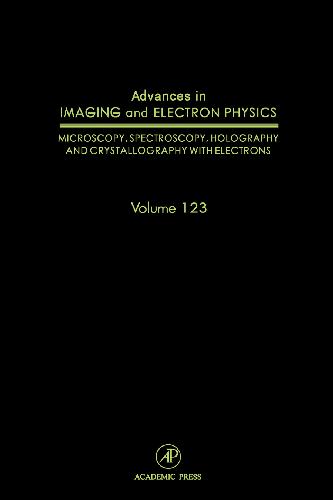 Advances in
IMAGING and ELECTRON PHYSICS
MICROSCOPY, SPECTROSCOPY, HOLOGRAPHY
AND CRYSTALLOGRAPHY WITH ELECTRONS
Volume 123
AP
ACADEMIC PRESS